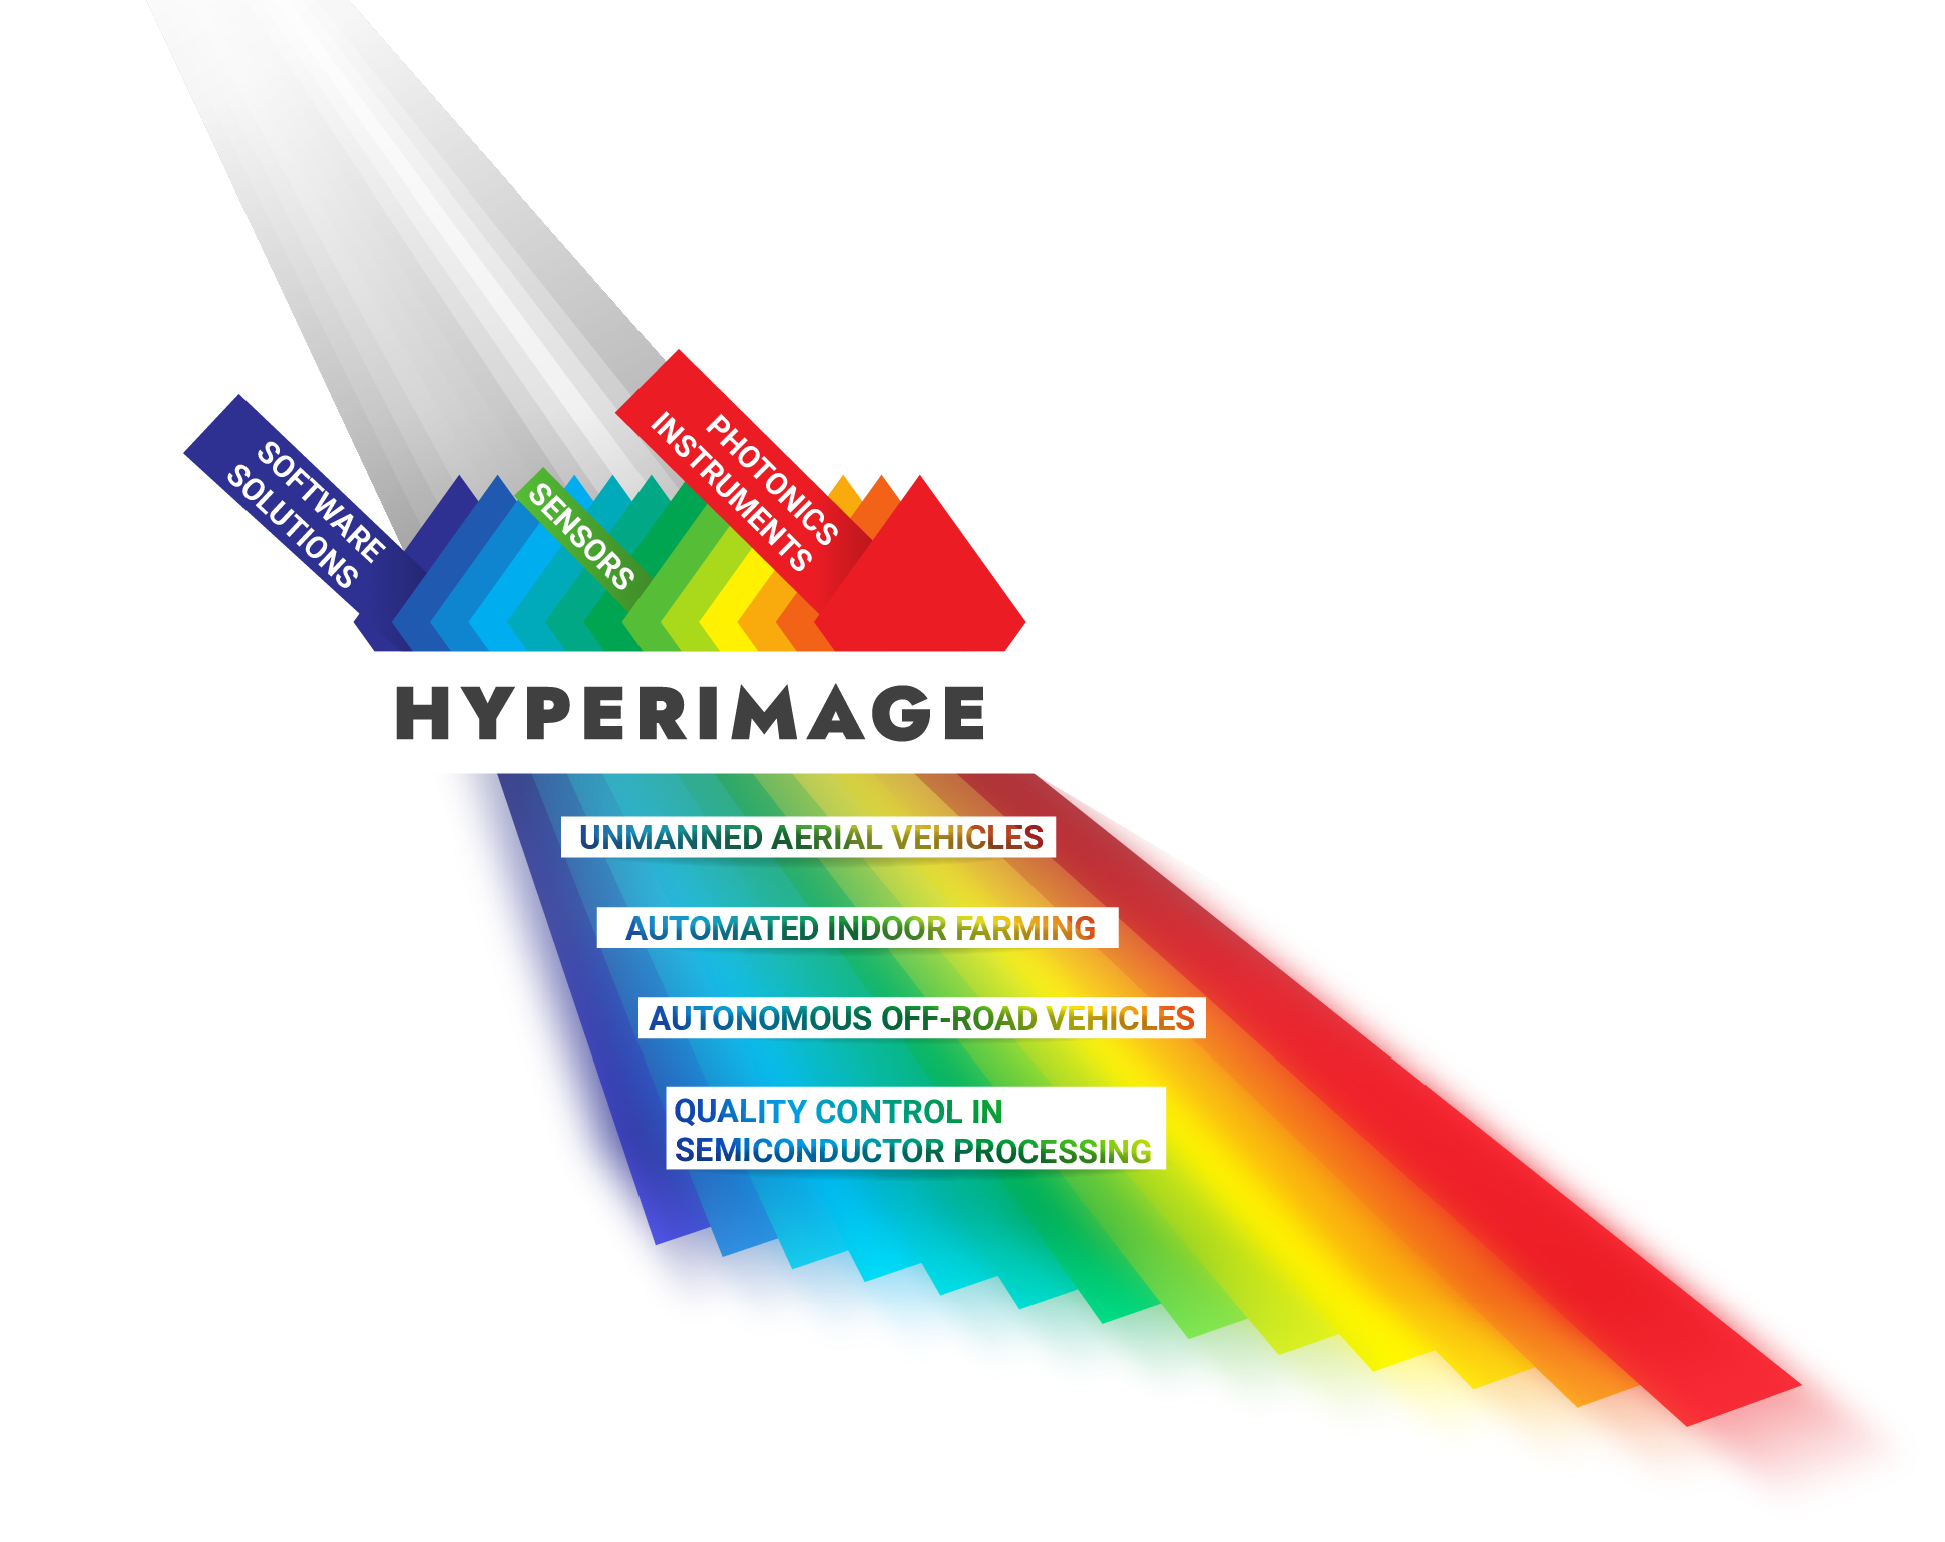 SOFTWARE
SOLUTIONS
SENSORS
PHOTONICS
INSTRUMENTS
HYPERIMAGE
UNMANNED AERIAL VEHICLES
AUTOMATED INDOOR FARMING
AUTONOMOUS OFF-ROAD VEHICLES
QUALITY CONTROL IN
SEMICONDUCTOR PROCESSING